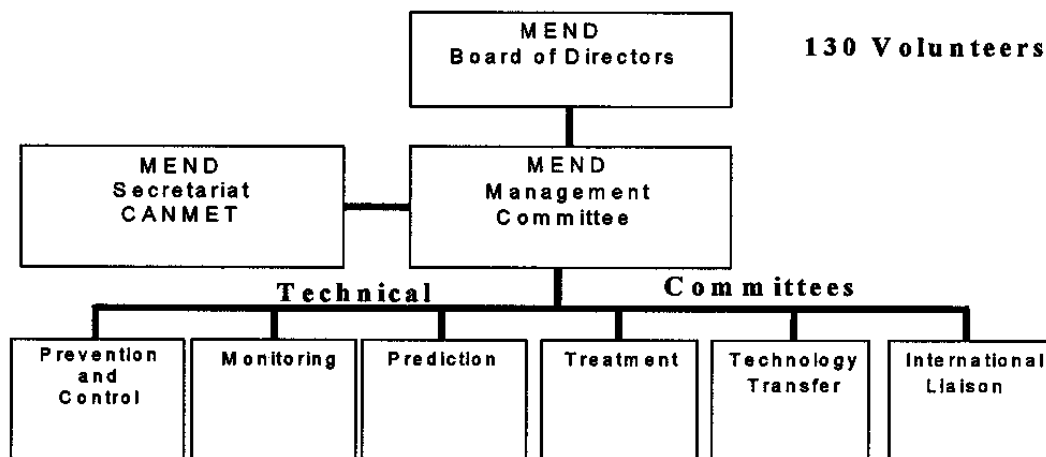 MEND
Board of Directors
130 Volunteers
MEND
Secretariat
CANMET
MEND
Management
Committee
Technical Committees
Prevention
and
Control
Monitoring
Prediction
Treatment
Technology
Transfer
International
Liaison